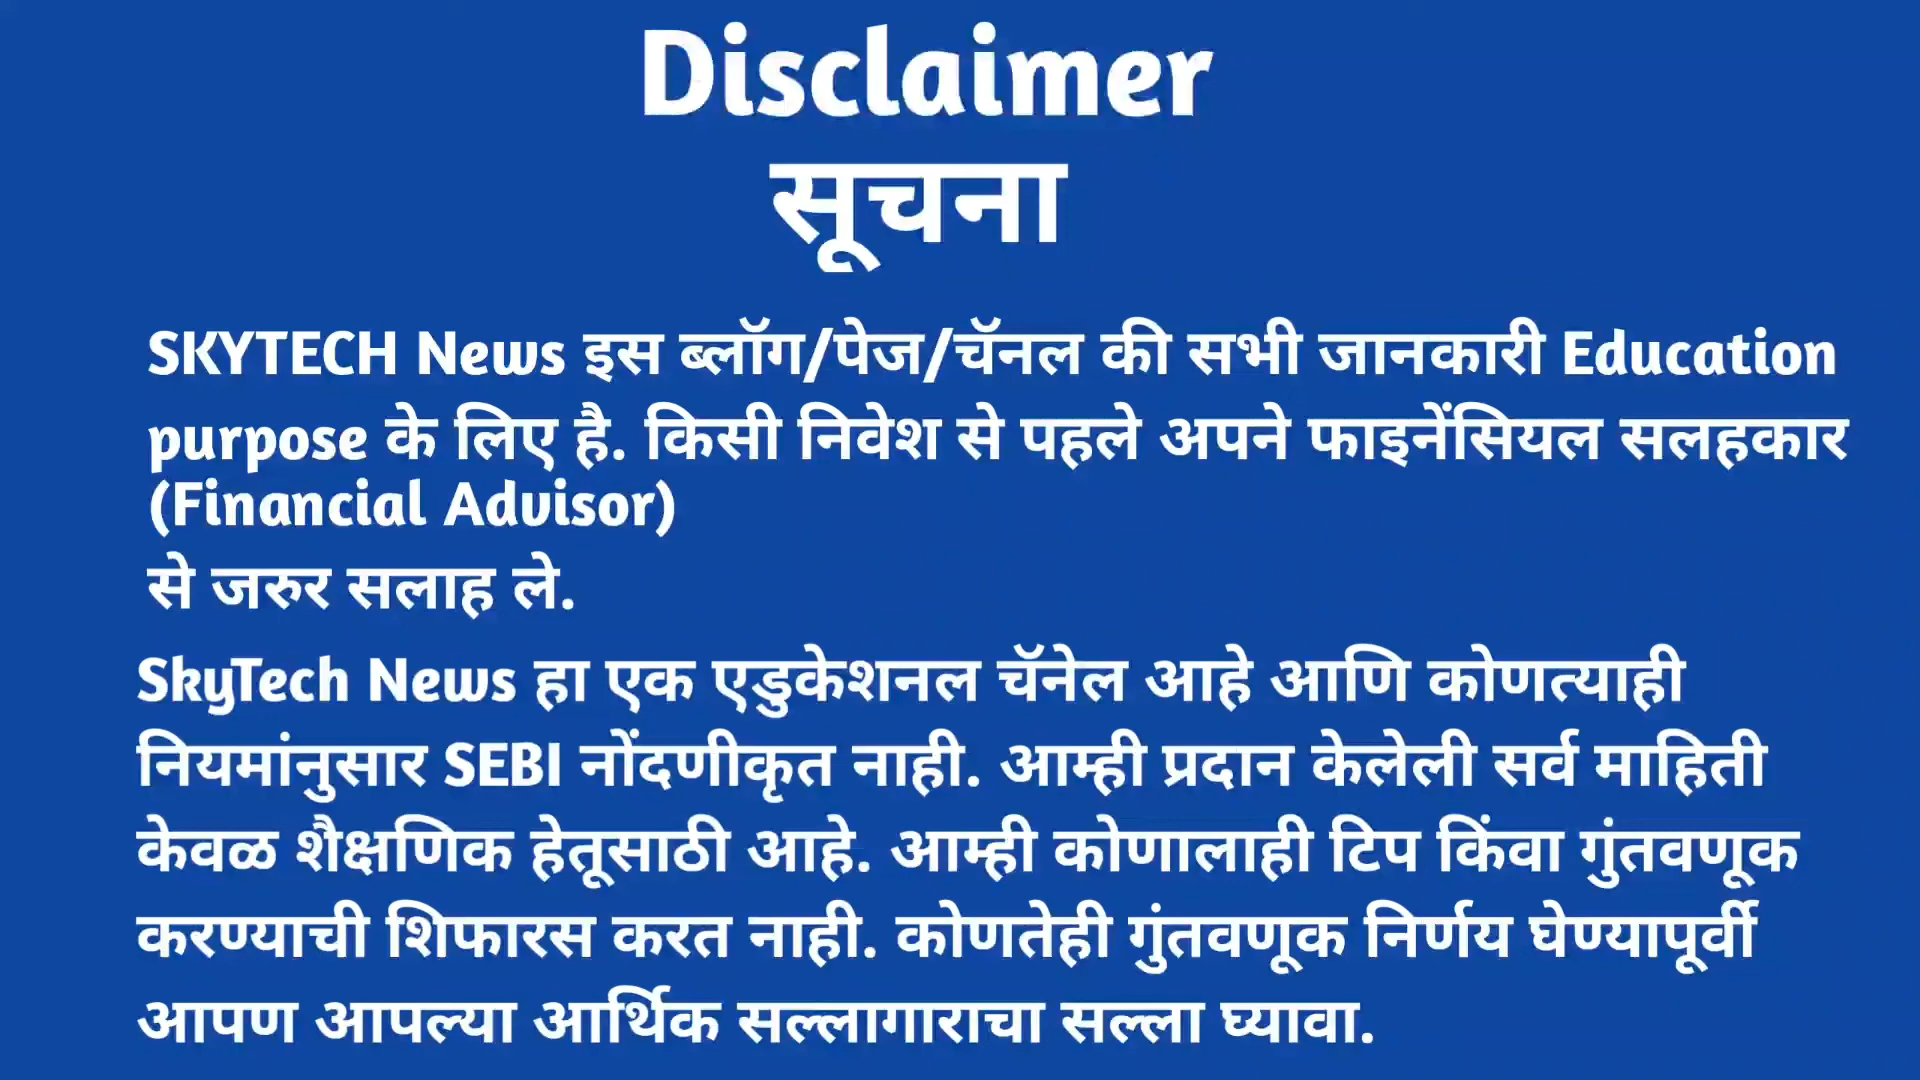 Disclaimer
सूचना
SKYTECH News इस ब्लॉग/पेज/चॅनल की सभी जानकारी Education
purpose के लिए है. किसी निवेश से पहले अपने फाइनेंसियल सलहकार
(Financial Advisor)
से जरुर सलाह ले.
SkyTech News हा एक एडुकेशनल चॅनेल आहे आणि कोणत्याही
नियमांनुसार SEBI नोंदणीकृत नाही. आम्ही प्रदान केलेली सर्व माहिती
केवळ शैक्षणिक हेतूसाठी आहे. आम्ही कोणालाही टिप किंवा गुंतवणूक
करण्याची शिफारस करत नाही. कोणतेही गुंतवणूक निर्णय घेण्यापूर्वी
आपण आपल्या आर्थिक सल्लागाराचा सल्ला घ्यावा.